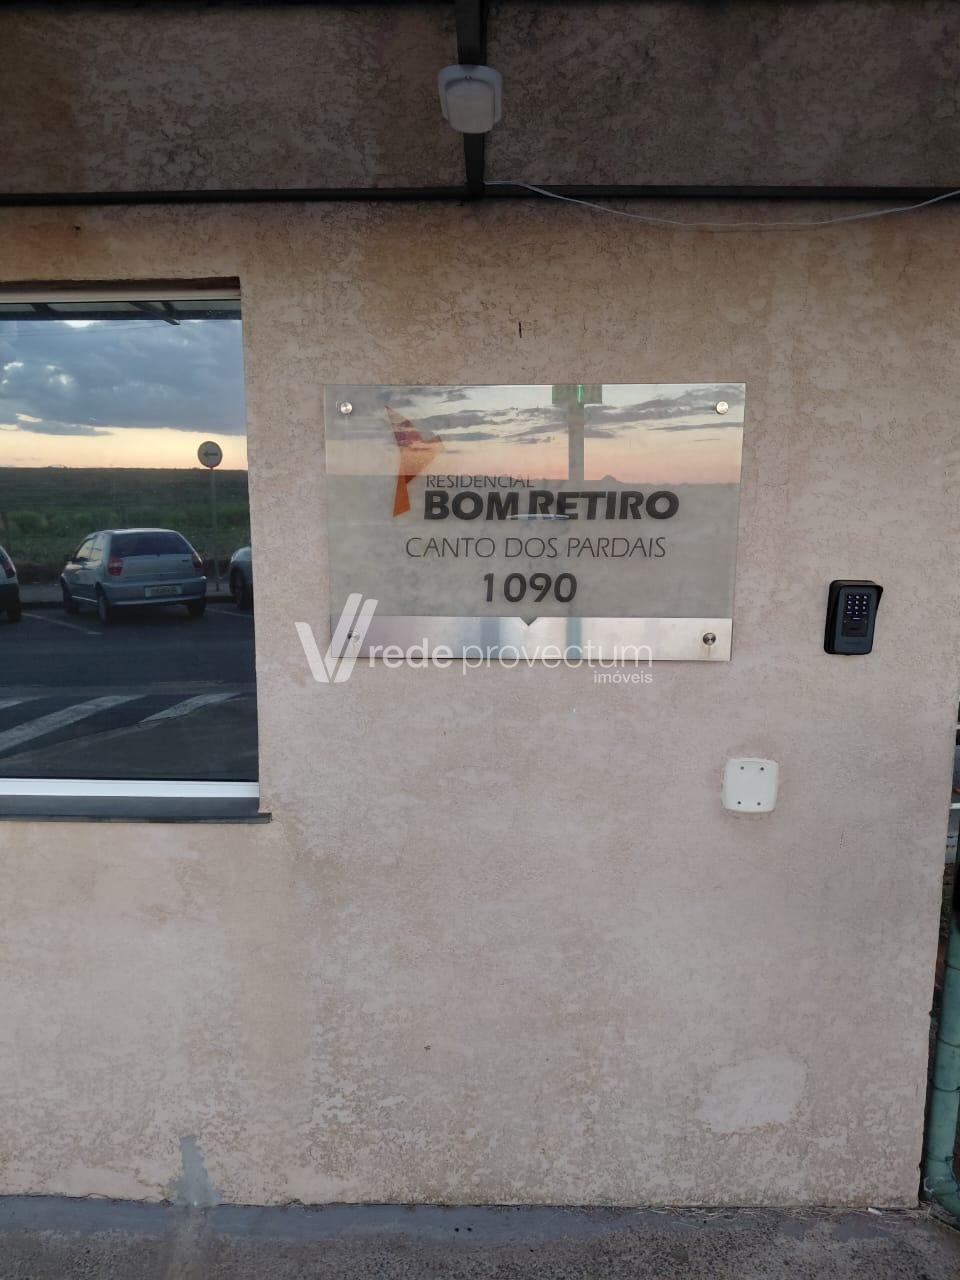 RESIDENCIAL
BOM RETIRO
CANTO DOS PARDAIS
1090
rede provectum
imóveis